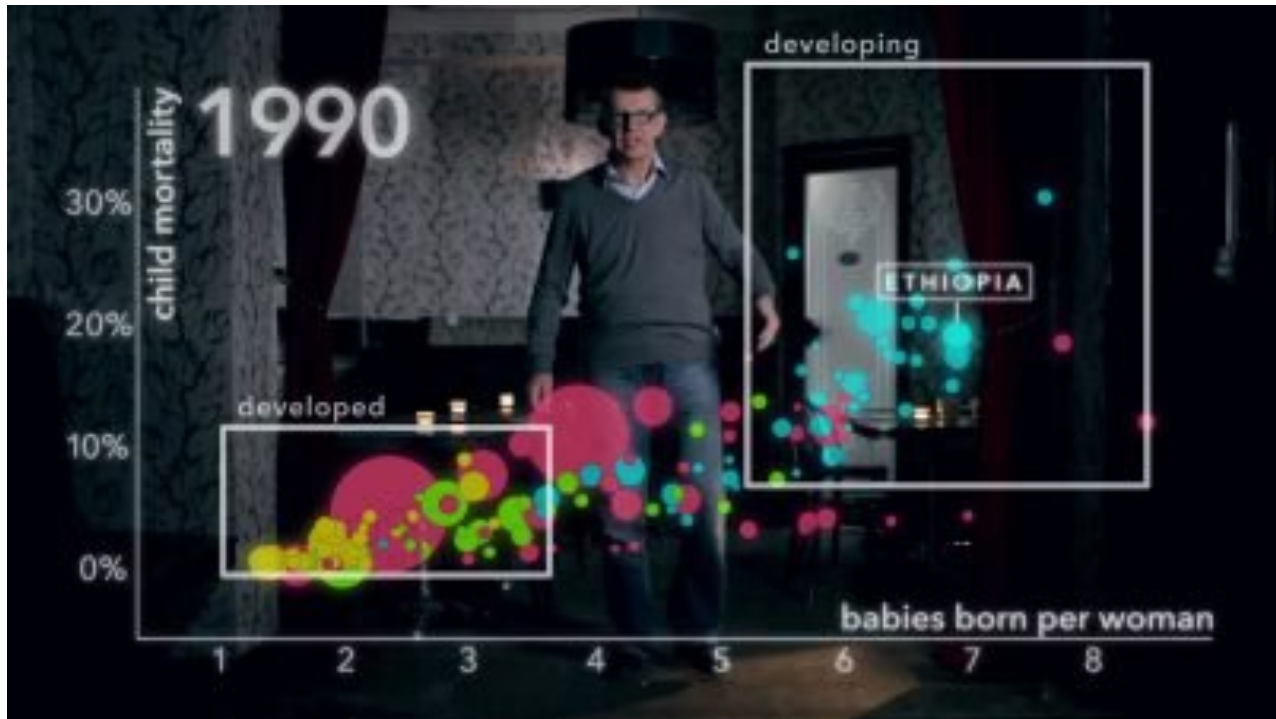 developing
1990
child mortality
30%
ETHIOPIA
20%
developed
10%
0%
babies born per woman
1 2 3 4 5 6 7 8